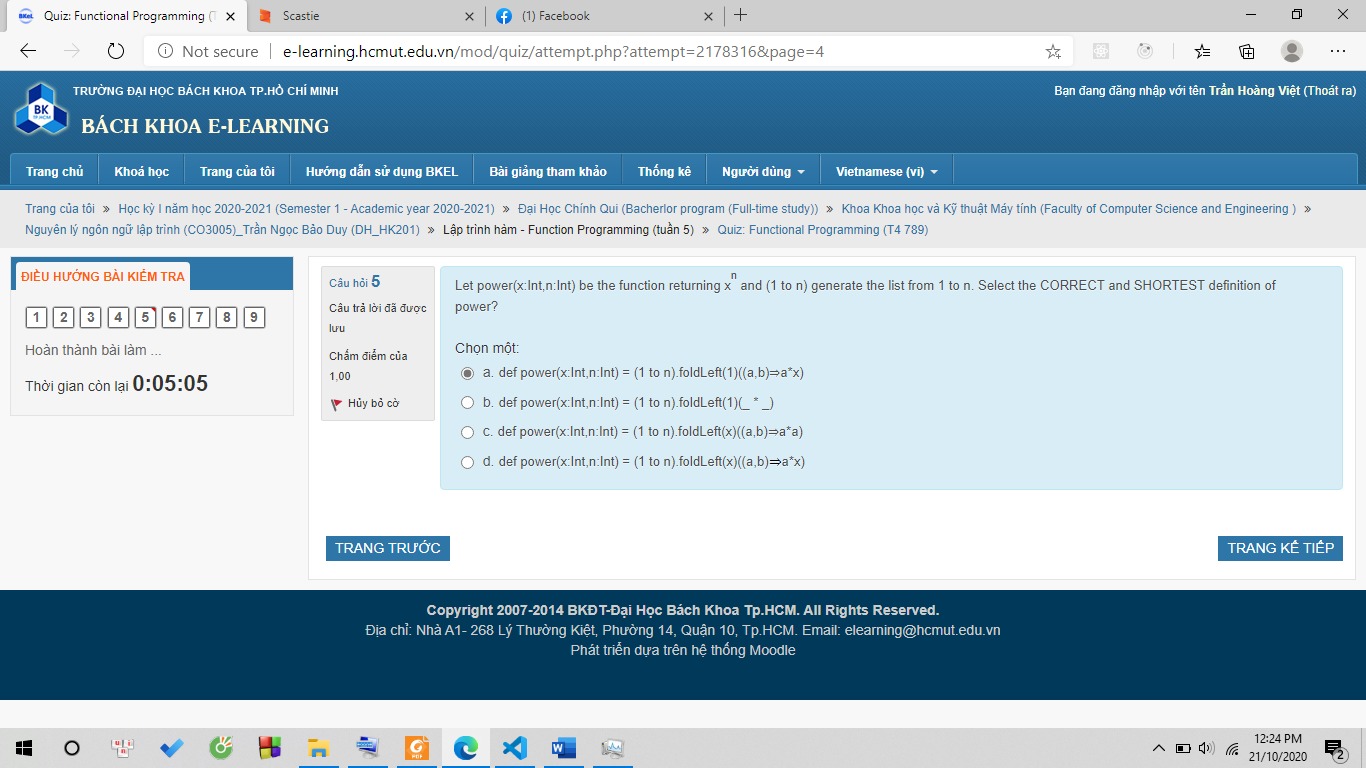 Quiz: Functional Programming (T
Scastie
(1) Facebook
Not secure
e-learning.hcmut.edu.vn/mod/quiz/attempt.php?attempt=2178316&page=4
BK
TP.HCM
TRƯỜNG ĐẠI HỌC BÁCH KHOA TP.HỒ CHÍ MINH
BÁCH KHOA E-LEARNING
Bạn đang đăng nhập với tên Trần Hoàng Việt (Thoát ra)
Trang chủ
Khoá học
Trang của tôi
Hướng dẫn sử dụng BKEL
Bài giảng tham khảo
Thống kê
Người dùng
Vietnamese (vi)
Trang của tôi » Học kỳ I năm học 2020-2021 (Semester 1 - Academic year 2020-2021) » Đại Học Chính Qui (Bacherlor program (Full-time study)) » Khoa Khoa học và Kỹ thuật Máy tính (Faculty of Computer Science and Engineering ) »
Nguyên lý ngôn ngữ lập trình (CO3005)_Trần Ngọc Bảo Duy (DH_HK201) » Lập trình hàm - Function Programming (tuần 5) » Quiz: Functional Programming (T4 789)
ĐIỀU HƯỚNG BÀI KIỂM TRA
1 2 3 4 5 6 7 8 9
Hoàn thành bài làm ...
Thời gian còn lại 0:05:05
Câu hỏi 5
Câu trả lời đã được
lưu
Chấm điểm của
1,00
Hủy bỏ cờ
Let power(x:Int,n:Int) be the function returning xⁿ and (1 to n) generate the list from 1 to n. Select the CORRECT and SHORTEST definition of
power?
Chọn một:
a. def power(x:Int,n:Int) = (1 to n).foldLeft(1)((a,b)⇒a*x)
b. def power(x:Int,n:Int) = (1 to n).foldLeft(1)(_ * _)
c. def power(x:Int,n:Int) = (1 to n).foldLeft(x)((a,b)⇒a*a)
d. def power(x:Int,n:Int) = (1 to n).foldLeft(x)((a,b)⇒a*x)
TRANG TRƯỚC
TRANG KẾ TIẾP
Copyright 2007-2014 BKĐT-Đại Học Bách Khoa Tp.HCM. All Rights Reserved.
Địa chỉ: Nhà A1- 268 Lý Thường Kiệt, Phường 14, Quận 10, Tp.HCM. Email: elearning@hcmut.edu.vn
Phát triển dựa trên hệ thống Moodle
12:24 PM
21/10/2020
2